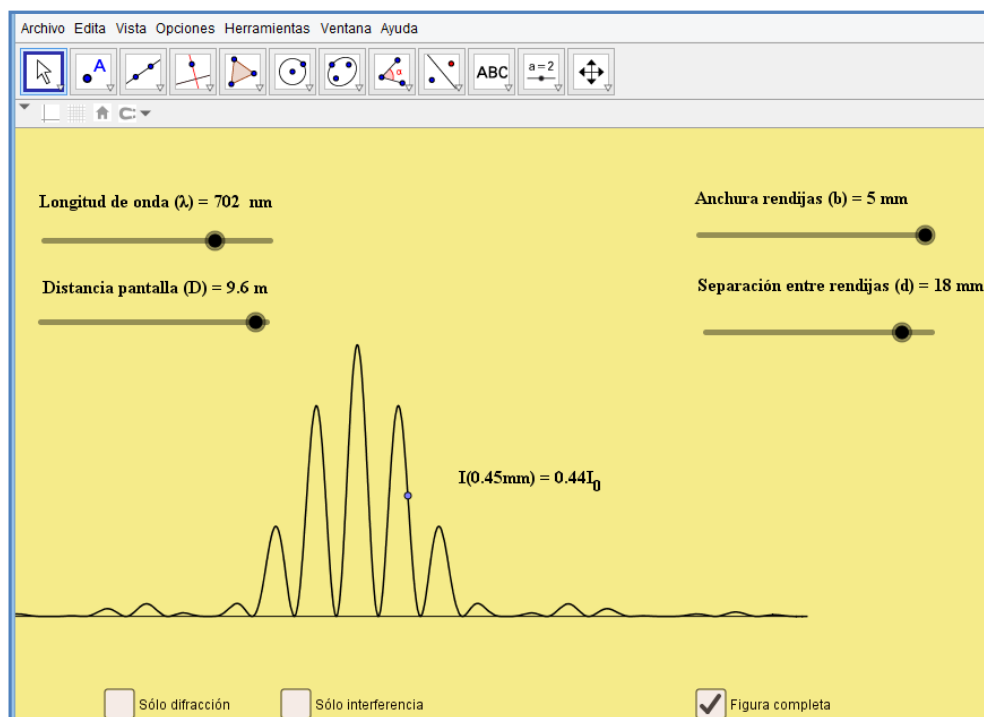 Archivo Edita Vista Opciones Herramientas Ventana Ayuda
ABC
a=2
Longitud de onda (λ) = 702 nm
Anchura rendijas (b) = 5 mm
Distancia pantalla (D) = 9.6 m
Separación entre rendijas (d) = 18 mm
I(0.45mm) = 0.44I0
Sólo difracción
Sólo interferencia
Figura completa